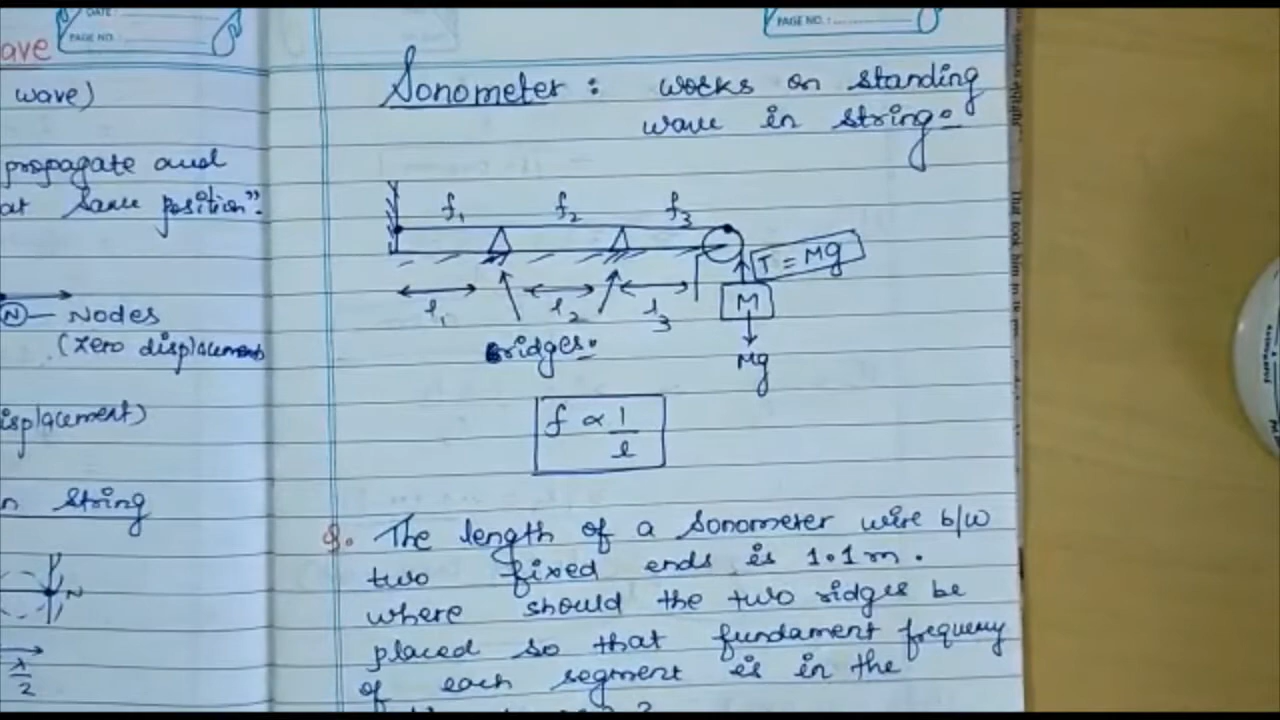 DATE:
PAGE NO.
PAGE NO.:
ave
wave)
propagate and
at same position".
N — Nodes
(zero displacement
isplacement)
n string
N
λ/2
Sonometer : works on standing
wave in string.
f₁ f₂ f₃
T = Mg
l₁ l₂ l₃
M
ridges.
Mg
f ∝ 1/l
Q. The length of a sonometer wire b/w
two fixed ends is 1.1m.
where should the two ridges be
placed so that fundament frequency
of each segment is in the